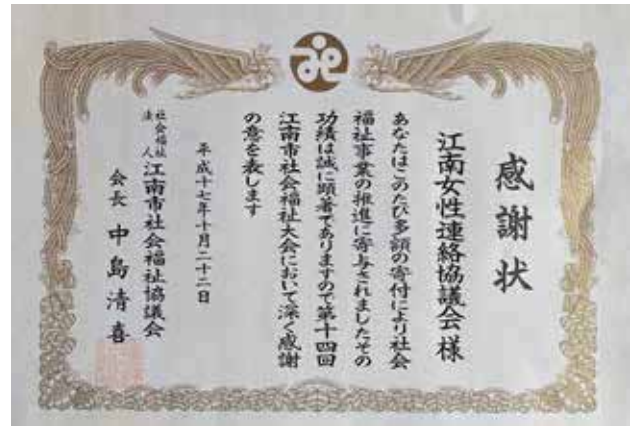 感謝状
江南女性連絡協議会様
あなたはこのたび多額の寄付により社会
福祉事業の推進に寄与されましたその
功績は誠に顕著でありますので第十四回
江南市社会福祉大会において深く感謝
の意を表します
平成十七年十月二十二日
社会福祉法人 江南市社会福祉協議会
会長 中島清喜